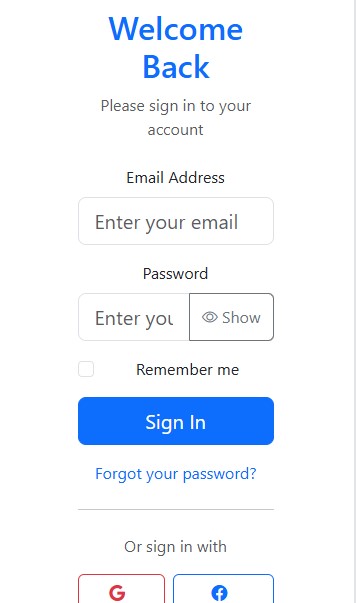 Welcome
Back
Please sign in to your
account
Email Address
Enter your email
Password
Enter you
Show
Remember me
Sign In
Forgot your password?
Or sign in with